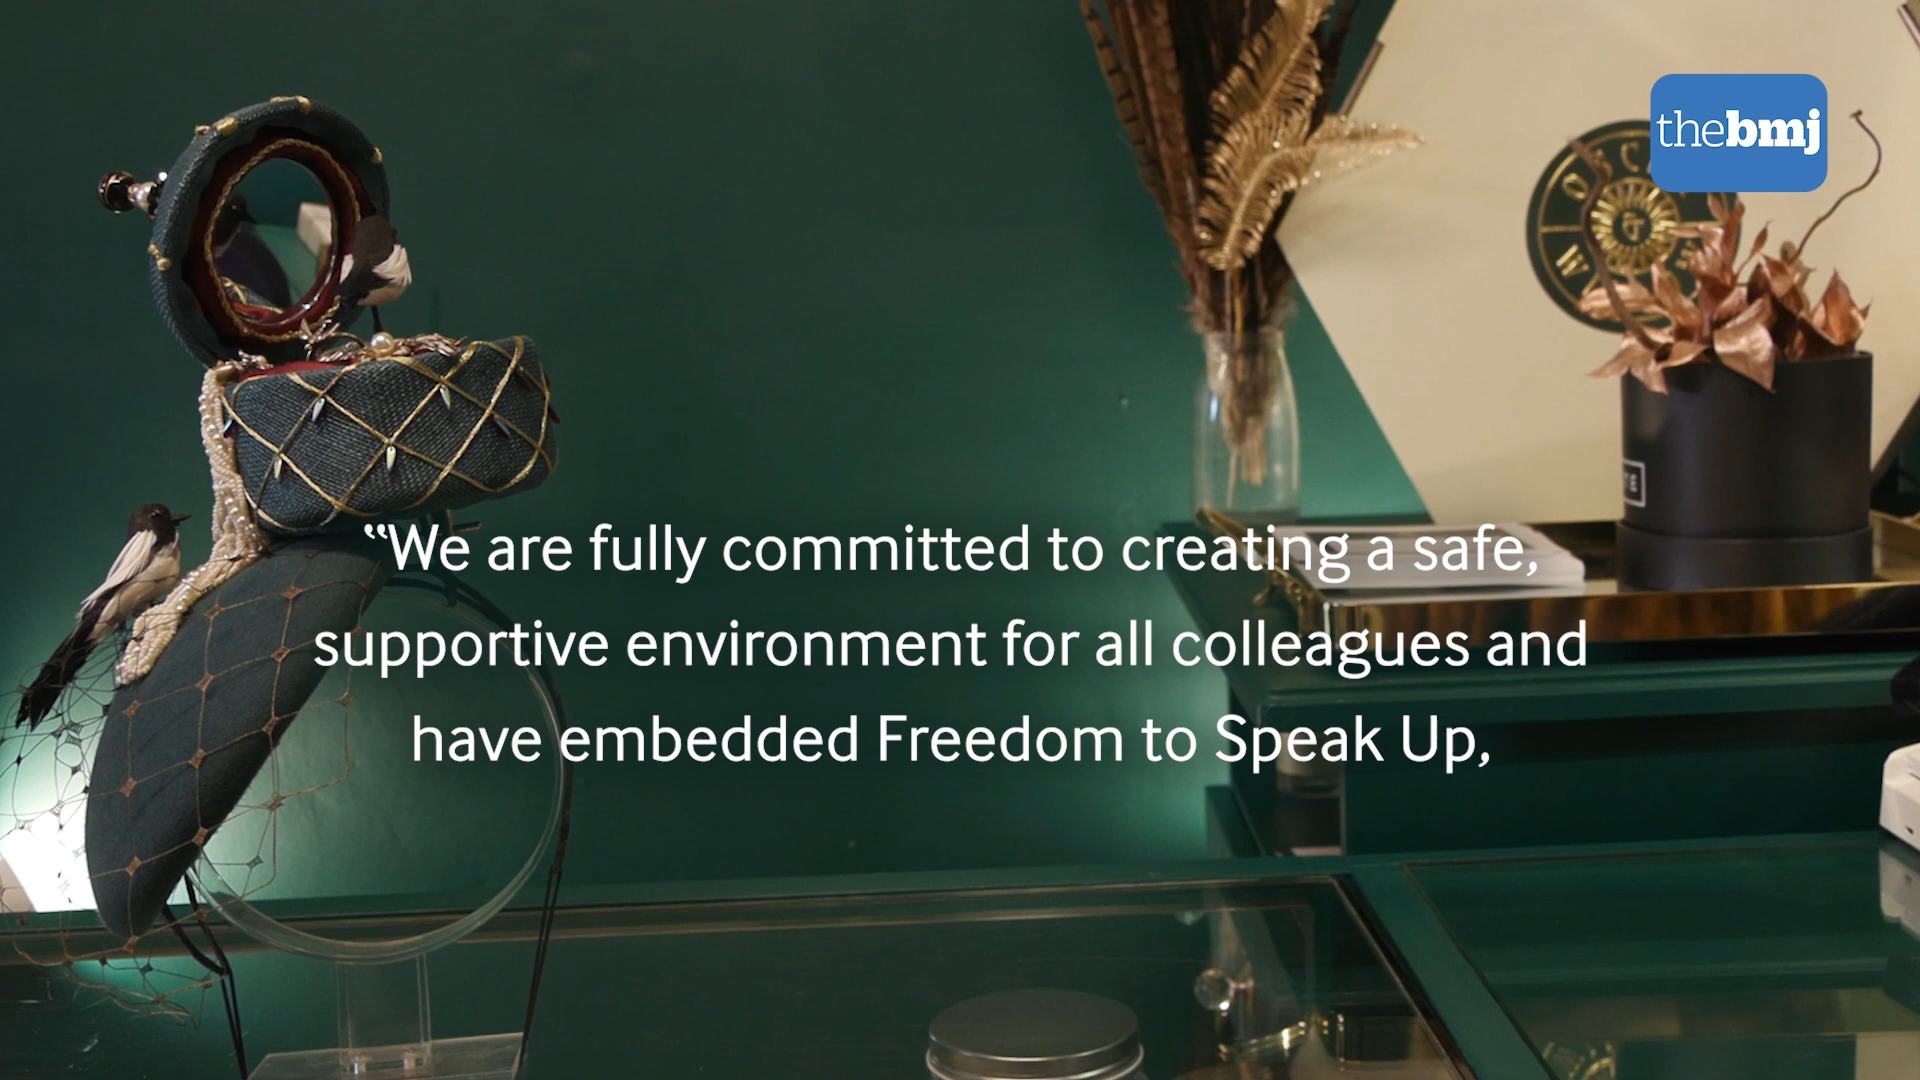 thebmj
“We are fully committed to creating a safe,
supportive environment for all colleagues and
have embedded Freedom to Speak Up,